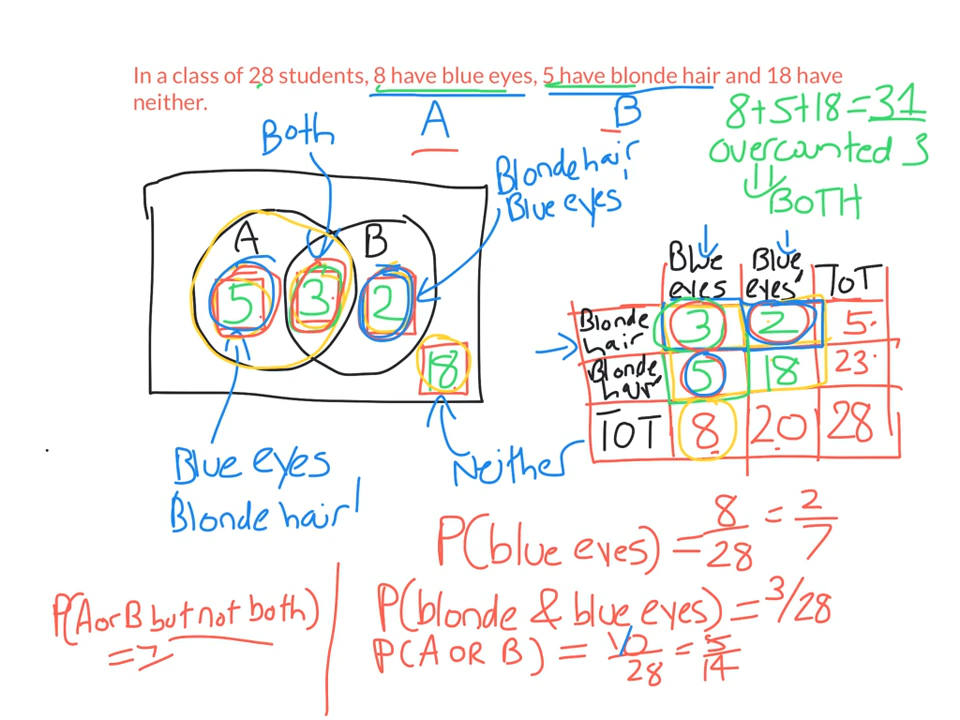 In a class of 28 students, 8 have blue eyes, 5 have blonde hair and 18 have
neither.
A
B
8+5+18=31
overcounted 3
BOTH
Both
Blonde hair
Blue eyes'
A
B
5
3
2
18
Blue eyes
Blonde hair'
Neither
Blue eyes
Blue eyes'
TOT
Blonde hair
3
2
5
Blonde hair'
5
18
23
TOT
8
20
28
P(blue eyes) = 8/28 = 2/7
P(blonde & blue eyes) = 3/28
P(A OR B) = 10/28 = 5/14
P(A or B but not both)